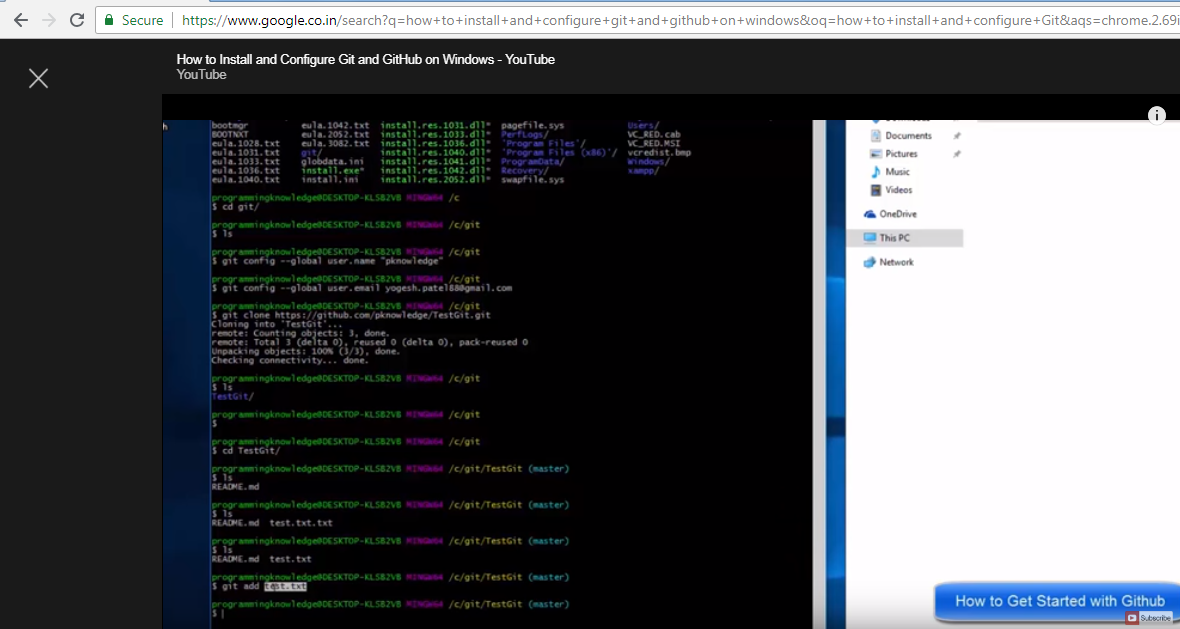 Secure https://www.google.co.in/search?q=how+to+install+and+configure+git+and+github+on+windows&oq=how+to+install+and+configure+Git&aqs=chrome.2.69i
How to Install and Configure Git and GitHub on Windows - YouTube
YouTube
bootmgr eula.1042.txt install.res.1031.dll* pagefile.sys Users/
BOOTNXT eula.2052.txt install.res.1033.dll* PerfLogs/ VC_RED.cab
eula.1028.txt eula.3082.txt install.res.1036.dll* 'Program Files'/ VC_RED.MSI
eula.1031.txt git/ install.res.1040.dll* 'Program Files (x86)'/ vcredist.bmp
eula.1033.txt globdata.ini install.res.1041.dll* ProgramData/ Windows/
eula.1036.txt install.exe* install.res.1042.dll* Recovery/ xampp/
eula.1040.txt install.ini install.res.2052.dll* swapfile.sys
programmingknowledge@DESKTOP-KLSB2VB MINGW64 /c
$ cd git/
programmingknowledge@DESKTOP-KLSB2VB MINGW64 /c/git
$ ls
programmingknowledge@DESKTOP-KLSB2VB MINGW64 /c/git
$ git config --global user.name "pknowledge"
programmingknowledge@DESKTOP-KLSB2VB MINGW64 /c/git
$ git config --global user.email yogesh.patel88@gmail.com
programmingknowledge@DESKTOP-KLSB2VB MINGW64 /c/git
$ git clone https://github.com/pknowledge/TestGit.git
Cloning into 'TestGit'...
remote: Counting objects: 3, done.
remote: Total 3 (delta 0), reused 0 (delta 0), pack-reused 0
Unpacking objects: 100% (3/3), done.
Checking connectivity... done.
programmingknowledge@DESKTOP-KLSB2VB MINGW64 /c/git
$ ls
TestGit/
programmingknowledge@DESKTOP-KLSB2VB MINGW64 /c/git
$
programmingknowledge@DESKTOP-KLSB2VB MINGW64 /c/git
$ cd TestGit/
programmingknowledge@DESKTOP-KLSB2VB MINGW64 /c/git/TestGit (master)
$ ls
README.md
programmingknowledge@DESKTOP-KLSB2VB MINGW64 /c/git/TestGit (master)
$ ls
README.md test.txt.txt
programmingknowledge@DESKTOP-KLSB2VB MINGW64 /c/git/TestGit (master)
$ ls
README.md test.txt
programmingknowledge@DESKTOP-KLSB2VB MINGW64 /c/git/TestGit (master)
$ git add test.txt
programmingknowledge@DESKTOP-KLSB2VB MINGW64 /c/git/TestGit (master)
$
Documents
Pictures
Music
Videos
OneDrive
This PC
Network
How to Get Started with Github
Subscribe